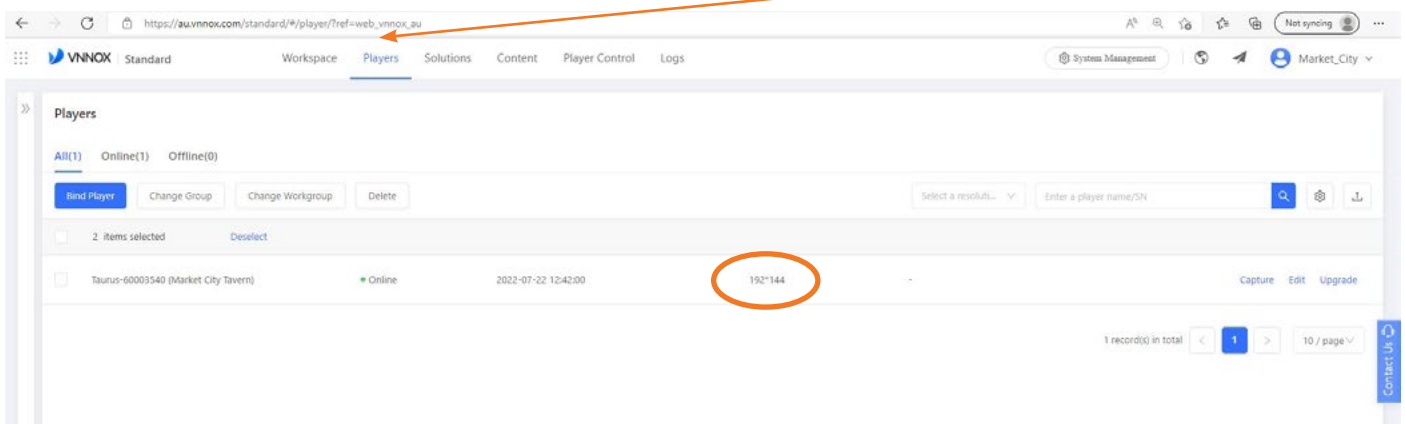 https://au.vnnox.com/standard/#/player/?ref=web_vnnox_au Not syncing
VNNOX Standard Workspace Players Solutions Content Player Control Logs System Management Market_City
Players
All(1) Online(1) Offline(0)
Bind Player Change Group Change Workgroup Delete Select a resoluti... Enter a player name/SN
2 items selected Deselect
Taurus-60003540 (Market City Tavern) Online 2022-07-22 12:42:00 192*144 - Capture Edit Upgrade
1 record(s) in total < 1 > 10 / page
Contact Us